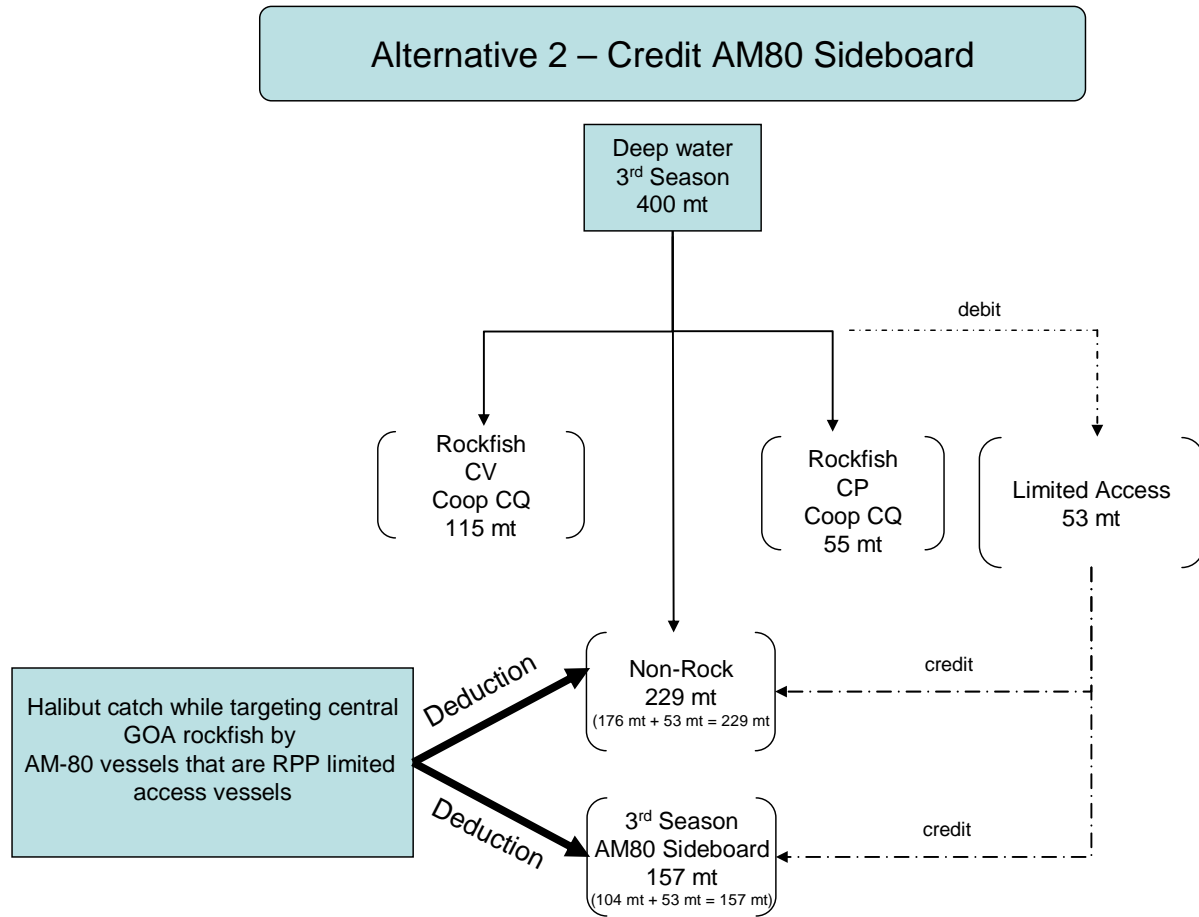 Alternative 2 – Credit AM80 Sideboard
Deep water
3rd Season
400 mt
debit
Rockfish
CV
Coop CQ
115 mt
Rockfish
CP
Coop CQ
55 mt
Limited Access
53 mt
Halibut catch while targeting central
GOA rockfish by
AM-80 vessels that are RPP limited
access vessels
Deduction
Deduction
Non-Rock
229 mt
(176 mt + 53 mt = 229 mt
credit
3rd Season
AM80 Sideboard
157 mt
(104 mt + 53 mt = 157 mt)
credit